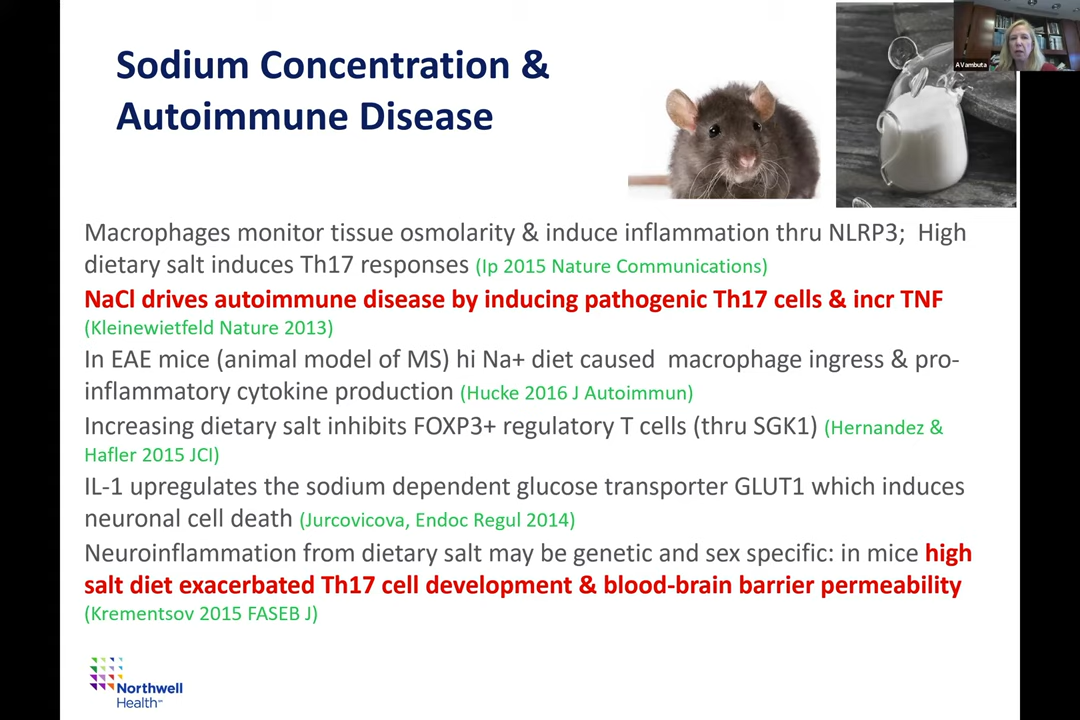 Sodium Concentration &
Autoimmune Disease
A Vambuta
Macrophages monitor tissue osmolarity & induce inflammation thru NLRP3; High
dietary salt induces Th17 responses (Ip 2015 Nature Communications)
NaCl drives autoimmune disease by inducing pathogenic Th17 cells & incr TNF
(Kleinewietfeld Nature 2013)
In EAE mice (animal model of MS) hi Na+ diet caused macrophage ingress & pro-
inflammatory cytokine production (Hucke 2016 J Autoimmun)
Increasing dietary salt inhibits FOXP3+ regulatory T cells (thru SGK1) (Hernandez &
Hafler 2015 JCI)
IL-1 upregulates the sodium dependent glucose transporter GLUT1 which induces
neuronal cell death (Jurcovicova, Endoc Regul 2014)
Neuroinflammation from dietary salt may be genetic and sex specific: in mice high
salt diet exacerbated Th17 cell development & blood-brain barrier permeability
(Krementsov 2015 FASEB J)
Northwell
Health℠